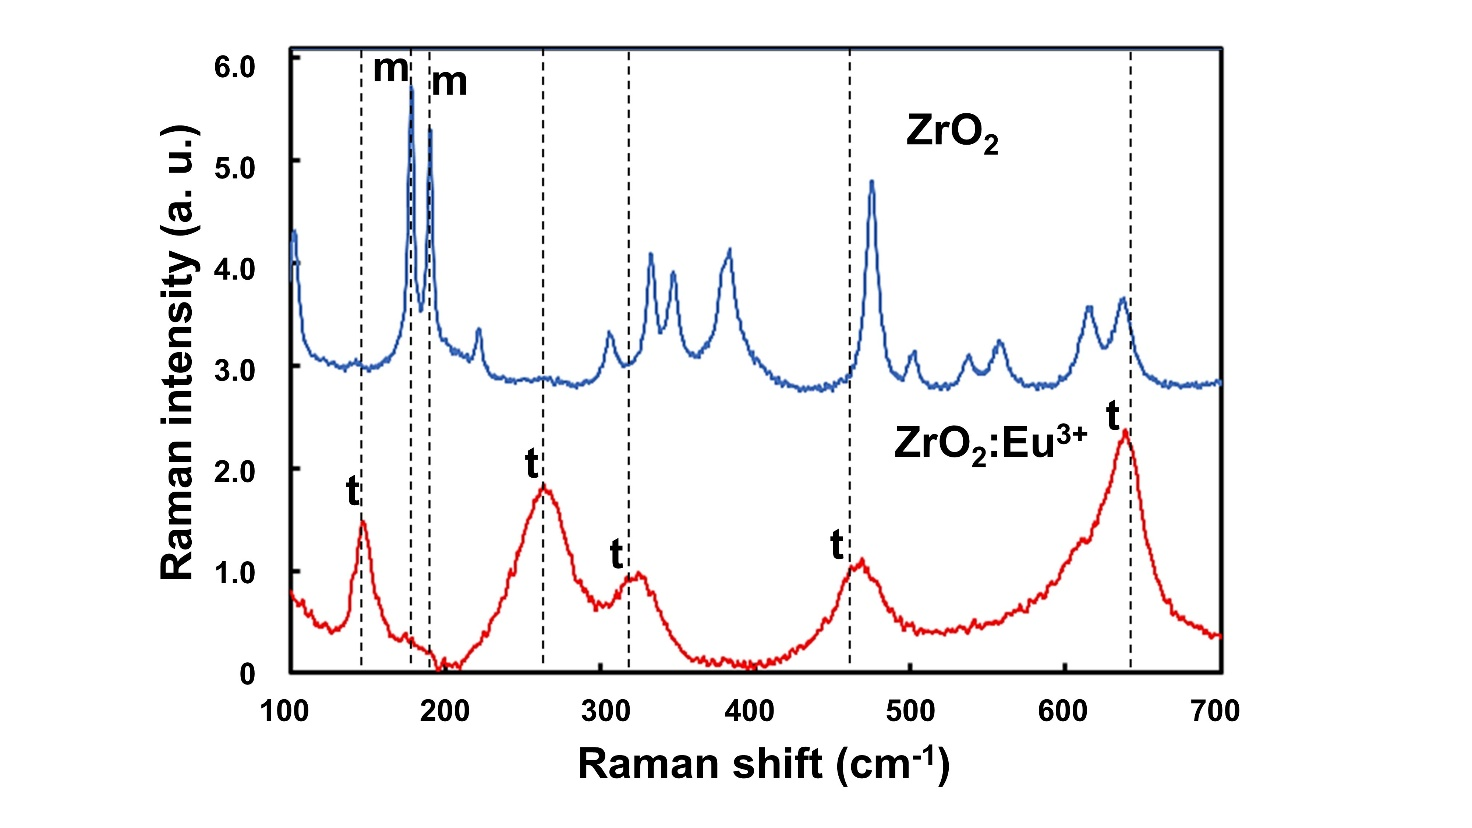 6.0
m
m
ZrO₂
5.0
4.0
3.0
t
ZrO₂:Eu³⁺
t
2.0
t
t
t
1.0
0
100 200 300 400 500 600 700
Raman shift (cm⁻¹)
Raman intensity (a. u.)